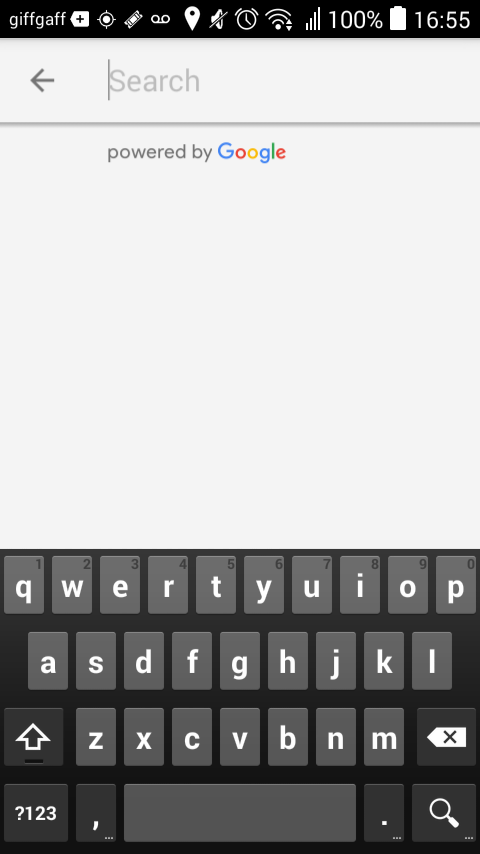 giffgaff 100% 16:55
Search
powered by Google
1 2 3 4 5 6 7 8 9 0
q w e r t y u i o p
a s d f g h j k l
z x c v b n m
?123 , ... . ... ...